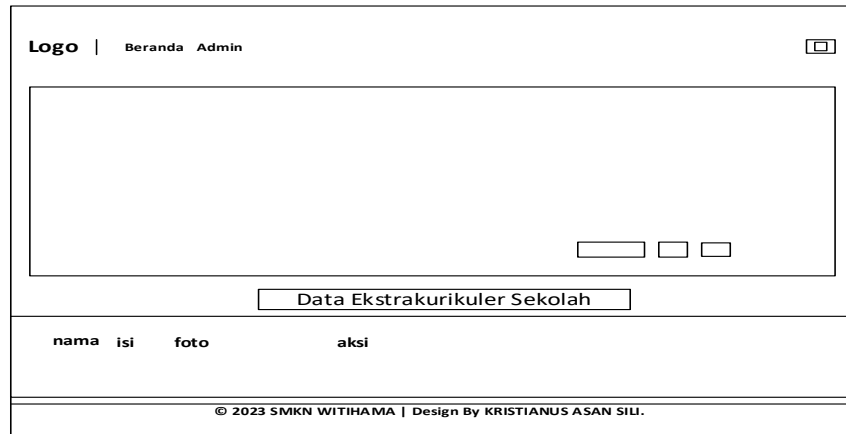 Logo | Beranda Admin
Data Ekstrakurikuler Sekolah
nama isi foto aksi
© 2023 SMKN WITIHAMA | Design By KRISTIANUS ASAN SILI.